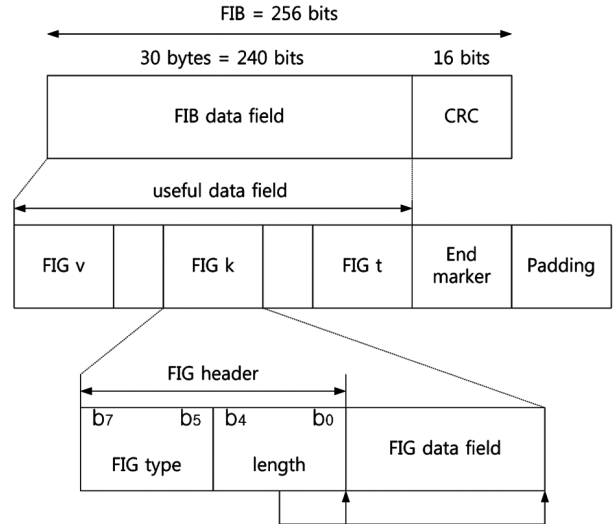 FIB = 256 bits
30 bytes = 240 bits 16 bits
FIB data field CRC
useful data field
FIG v FIG k FIG t End marker Padding
FIG header
b7 b5 b4 b0
FIG type length FIG data field